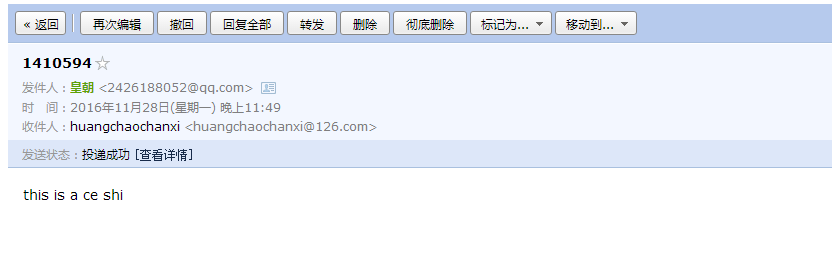 « 返回 再次编辑 撤回 回复全部 转发 删除 彻底删除 标记为... 移动到...
1410594☆
发件人：皇朝 <2426188052@qq.com>
时 间：2016年11月28日(星期一) 晚上11:49
收件人：huangchaochanxi <huangchaochanxi@126.com>
发送状态：投递成功 [查看详情]
this is a ce shi